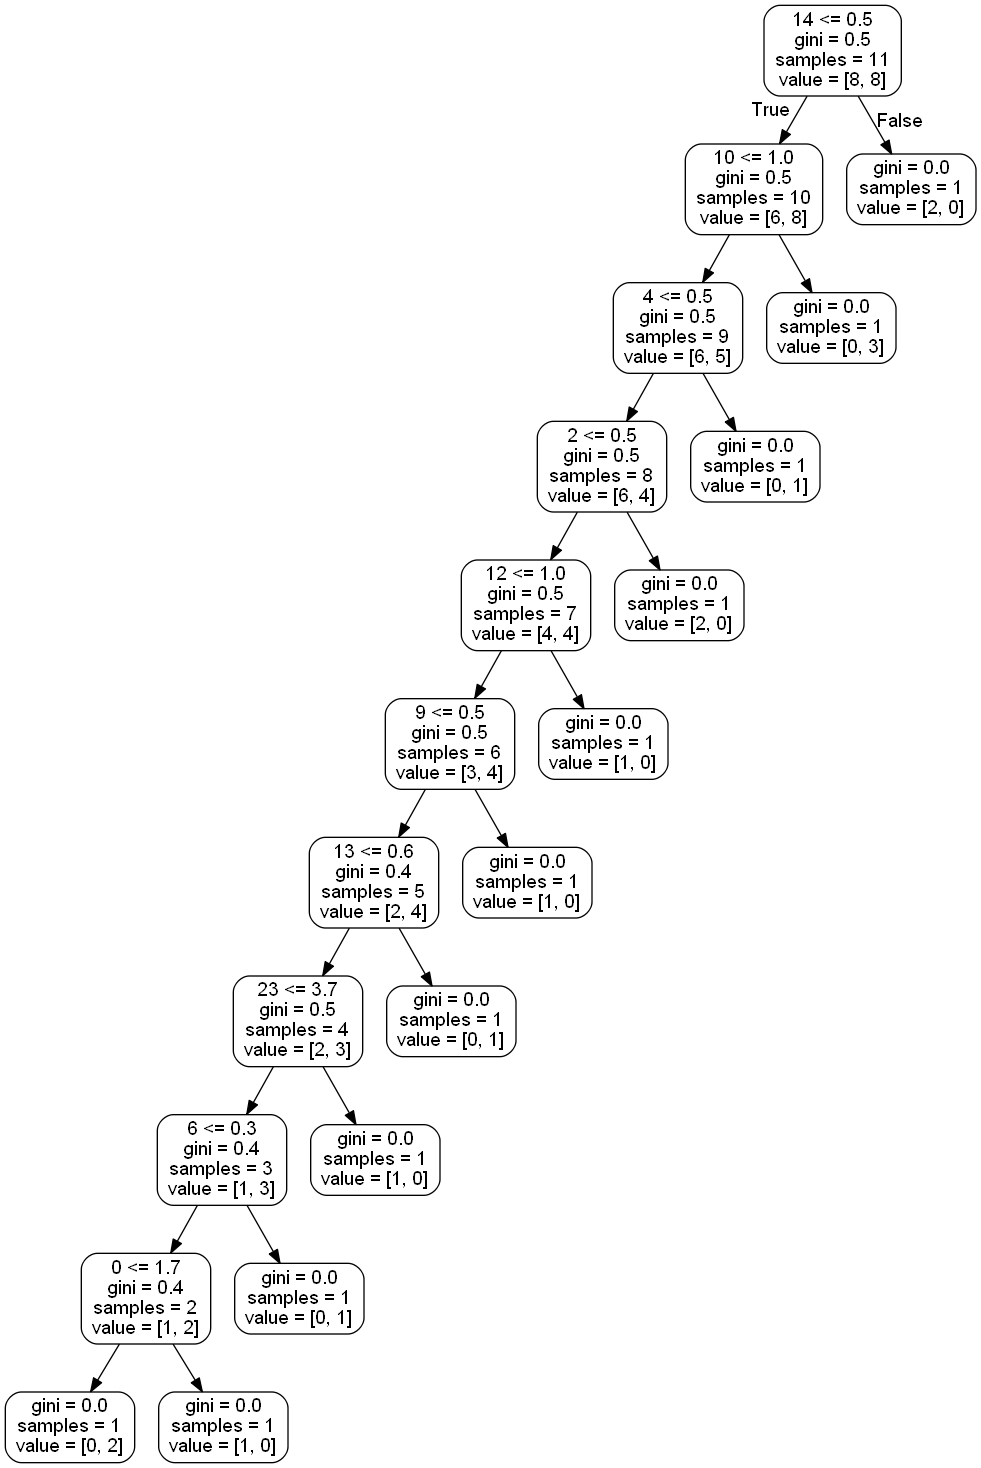 14 <= 0.5
gini = 0.5
samples = 11
value = [8, 8]
True
False
10 <= 1.0
gini = 0.5
samples = 10
value = [6, 8]
gini = 0.0
samples = 1
value = [2, 0]
4 <= 0.5
gini = 0.5
samples = 9
value = [6, 5]
gini = 0.0
samples = 1
value = [0, 3]
2 <= 0.5
gini = 0.5
samples = 8
value = [6, 4]
gini = 0.0
samples = 1
value = [0, 1]
12 <= 1.0
gini = 0.5
samples = 7
value = [4, 4]
gini = 0.0
samples = 1
value = [2, 0]
9 <= 0.5
gini = 0.5
samples = 6
value = [3, 4]
gini = 0.0
samples = 1
value = [1, 0]
13 <= 0.6
gini = 0.4
samples = 5
value = [2, 4]
gini = 0.0
samples = 1
value = [1, 0]
23 <= 3.7
gini = 0.5
samples = 4
value = [2, 3]
gini = 0.0
samples = 1
value = [0, 1]
6 <= 0.3
gini = 0.4
samples = 3
value = [1, 3]
gini = 0.0
samples = 1
value = [1, 0]
0 <= 1.7
gini = 0.4
samples = 2
value = [1, 2]
gini = 0.0
samples = 1
value = [0, 1]
gini = 0.0
samples = 1
value = [0, 2]
gini = 0.0
samples = 1
value = [1, 0]